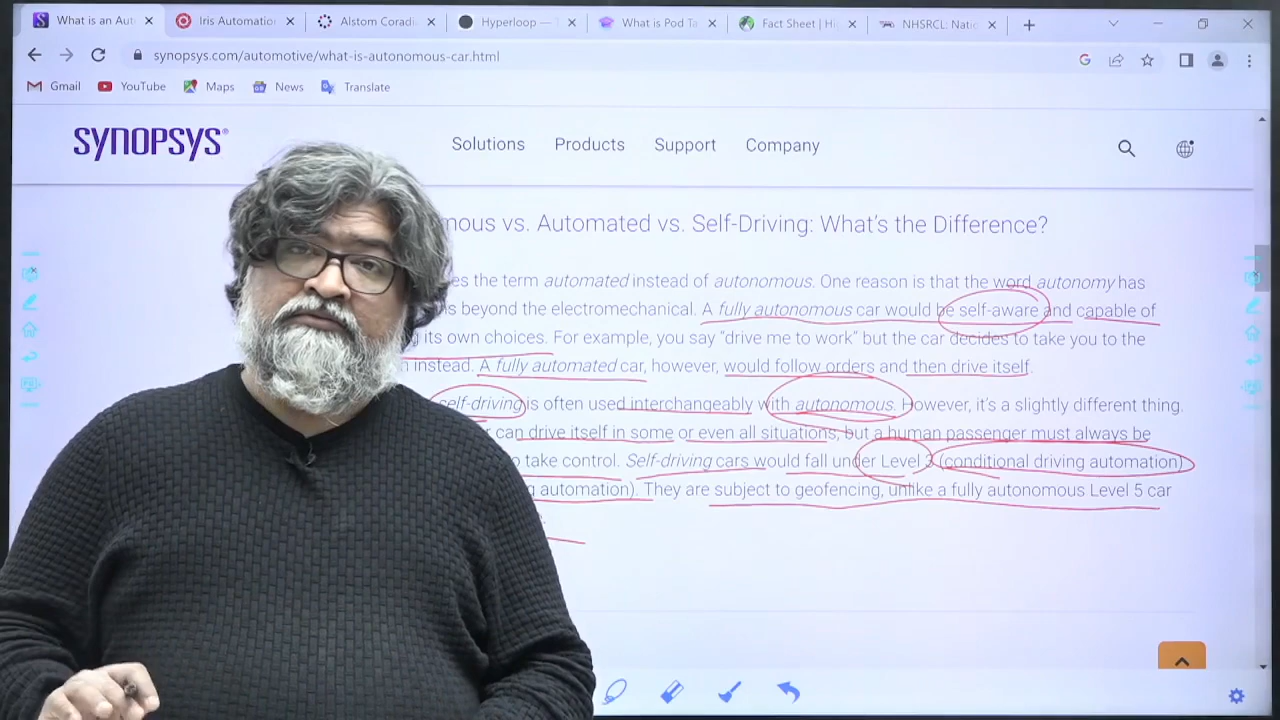 What is an Aut
Iris Automation
Alstom Coradi
Hyperloop —
What is Pod Ta
Fact Sheet | Hi
NHSRCL: Natio
synopsys.com/automotive/what-is-autonomous-car.html
Gmail
YouTube
Maps
News
Translate
SYNOPSYS®
Solutions
Products
Support
Company
mous vs. Automated vs. Self-Driving: What's the Difference?
es the term automated instead of autonomous. One reason is that the word autonomy has
s beyond the electromechanical. A fully autonomous car would be self-aware and capable of
g its own choices. For example, you say “drive me to work” but the car decides to take you to the
instead. A fully automated car, however, would follow orders and then drive itself.
self-driving is often used interchangeably with autonomous. However, it's a slightly different thing.
r can drive itself in some or even all situations, but a human passenger must always be
o take control. Self-driving cars would fall under Level 3 (conditional driving automation)
g automation). They are subject to geofencing, unlike a fully autonomous Level 5 car